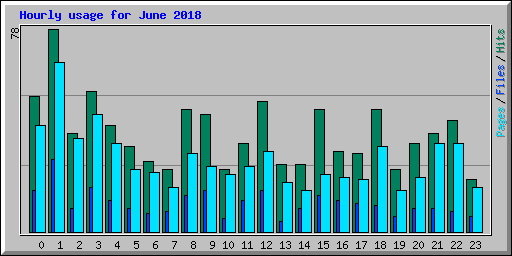 Hourly usage for June 2018
78
Pages/Files/Hits
0 1 2 3 4 5 6 7 8 9 10 11 12 13 14 15 16 17 18 19 20 21 22 23